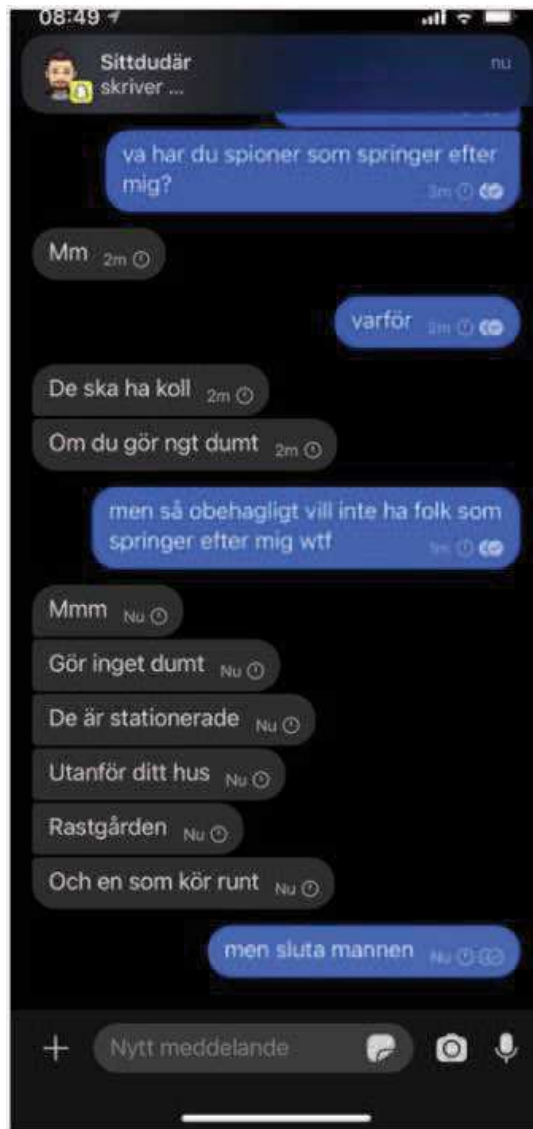 08:49
Sittdudär
nu
skriver ...
va har du spioner som springer efter
mig?
3m
Mm 2m
varför 2m
De ska ha koll 2m
Om du gör ngt dumt 2m
men så obehagligt vill inte ha folk som
springer efter mig wtf
1m
Mmm Nu
Gör inget dumt Nu
De är stationerade Nu
Utanför ditt hus Nu
Rastgården Nu
Och en som kör runt Nu
men sluta mannen Nu
Nytt meddelande